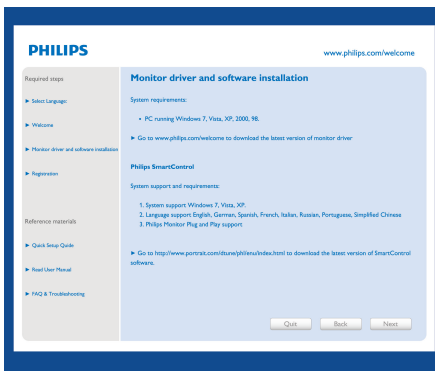 PHILIPS
www.philips.com/welcome
Required steps
► Select Language:
► Welcome
► Monitor driver and software installation
► Registration
Reference materials
► Quick Setup Quide
► Read User Manual
► FAQ & Troubleshooting
Monitor driver and software installation
System requirements:
• PC running Windows 7, Vista, XP, 2000, 98.
► Go to www.philips.com/welcome to download the latest version of monitor driver
Philips SmartControl
System support and requirements:
1. System support Windows 7, Vista, XP.
2. Language support English, German, Spanish, French, Italian, Russian, Portuguese, Simplified Chinese
3. Philips Monitor Plug and Play support
► Go to http://www.portrait.com/dtune/phl/enu/index.html to download the latest version of SmartControl
software.
Quit
Back
Next